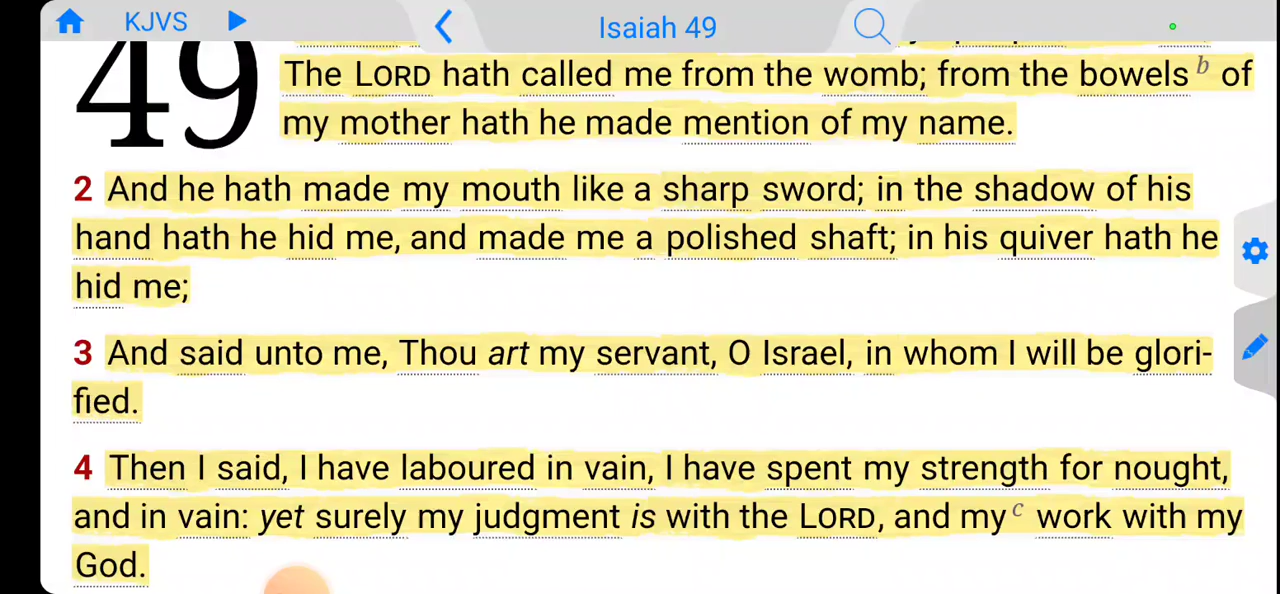 KJVS Isaiah 49
49 The LORD hath called me from the womb; from the bowels b of
my mother hath he made mention of my name.
2 And he hath made my mouth like a sharp sword; in the shadow of his
hand hath he hid me, and made me a polished shaft; in his quiver hath he
hid me;
3 And said unto me, Thou art my servant, O Israel, in whom I will be glori-
fied.
4 Then I said, I have laboured in vain, I have spent my strength for nought,
and in vain: yet surely my judgment is with the LORD, and my c work with my
God.